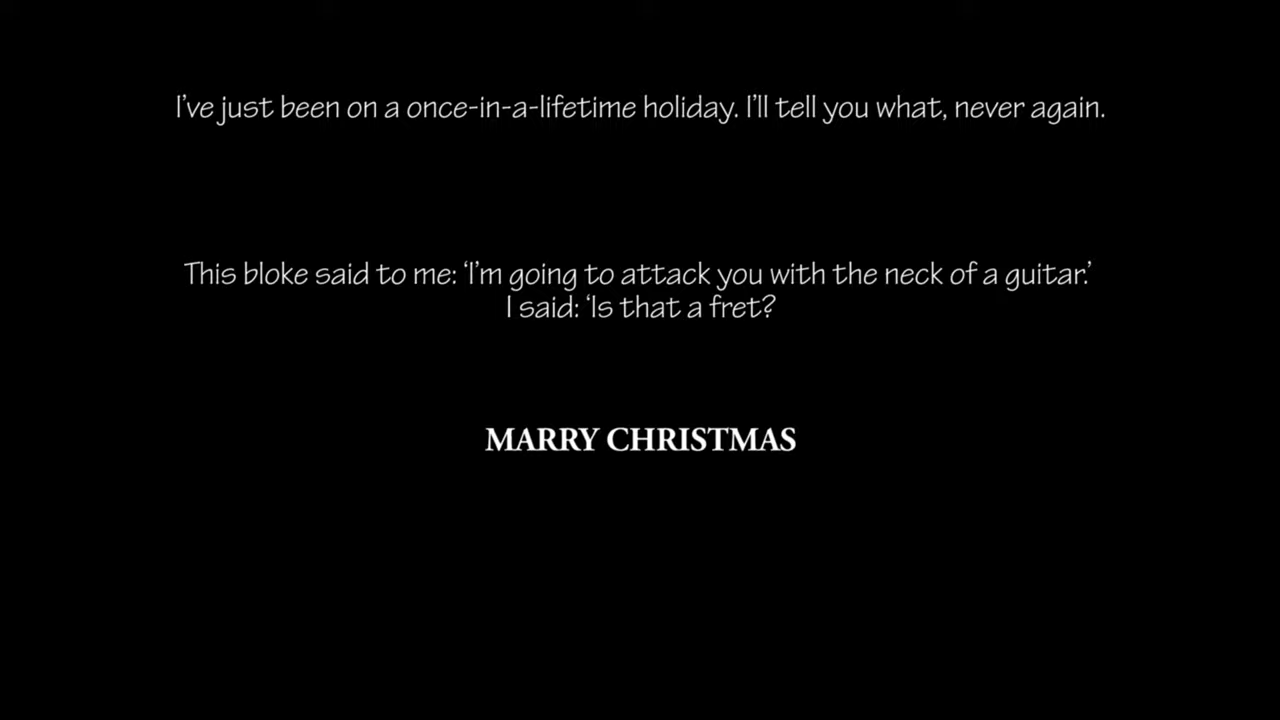 I've just been on a once-in-a-lifetime holiday. I'll tell you what, never again.
This bloke said to me: ‘I'm going to attack you with the neck of a guitar.’
I said: ‘Is that a fret?
MARRY CHRISTMAS